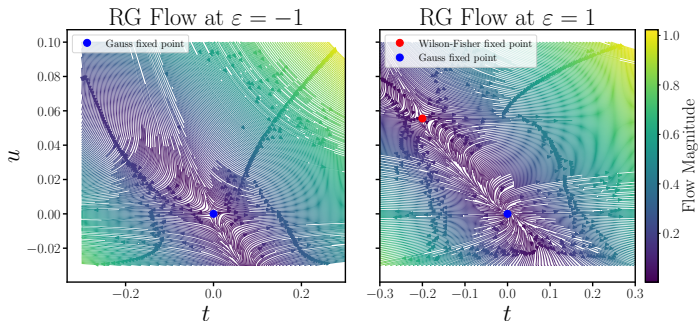 RG Flow at ε = −1
RG Flow at ε = 1
Gauss fixed point
Wilson-Fisher fixed point
Gauss fixed point
0.10
0.08
0.06
0.04
0.02
0.00
−0.02
u
−0.2
0.0
0.2
t
−0.3
−0.2
−0.1
0.0
0.1
0.2
0.3
t
1.0
0.8
0.6
0.4
0.2
Flow Magnitude